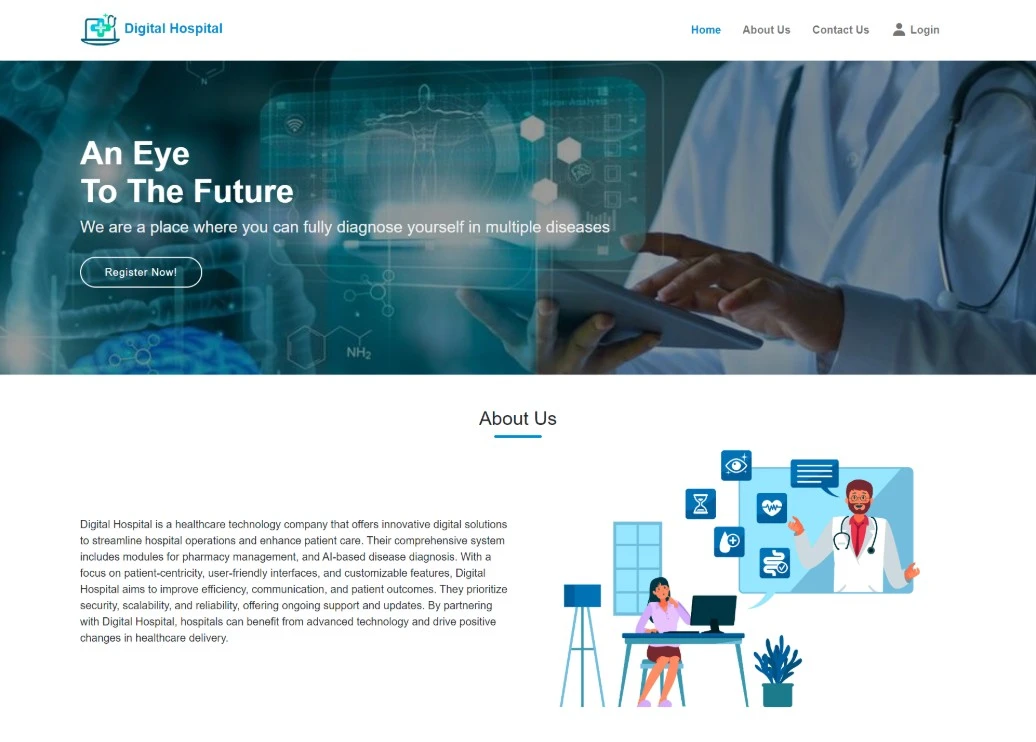 Digital Hospital
Home
About Us
Contact Us
Login
An Eye
To The Future
We are a place where you can fully diagnose yourself in multiple diseases
Register Now!
N
NH₂
About Us
Digital Hospital is a healthcare technology company that offers innovative digital solutions
to streamline hospital operations and enhance patient care. Their comprehensive system
includes modules for pharmacy management, and AI-based disease diagnosis. With a
focus on patient-centricity, user-friendly interfaces, and customizable features, Digital
Hospital aims to improve efficiency, communication, and patient outcomes. They prioritize
security, scalability, and reliability, offering ongoing support and updates. By partnering
with Digital Hospital, hospitals can benefit from advanced technology and drive positive
changes in healthcare delivery.